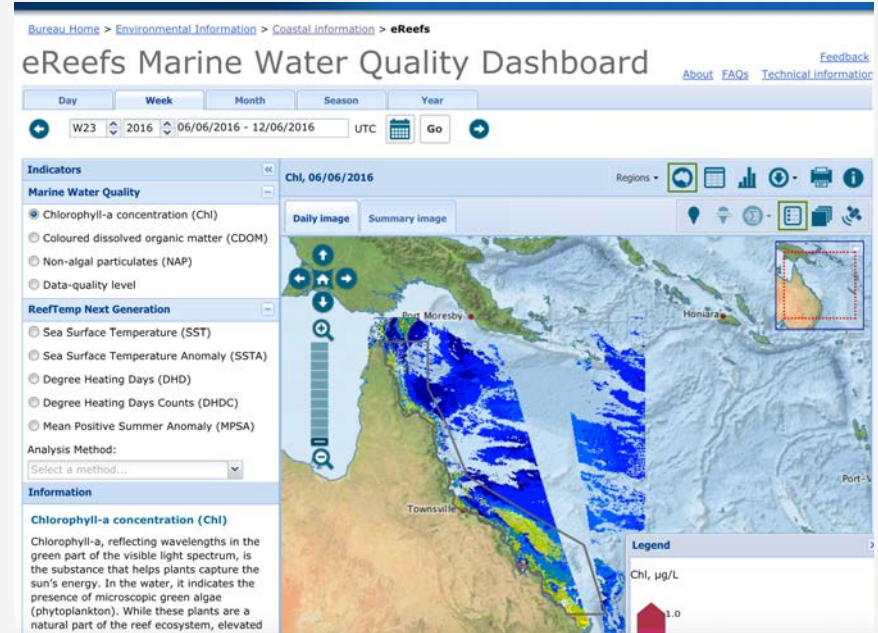 Bureau Home > Environmental Information > Coastal information > eReefs
eReefs Marine Water Quality Dashboard
Feedback
About FAQs Technical information
Day Week Month Season Year
W23 2016 06/06/2016 - 12/06/2016 UTC Go
Indicators
Marine Water Quality
Chlorophyll-a concentration (Chl)
Coloured dissolved organic matter (CDOM)
Non-algal particulates (NAP)
Data-quality level
ReefTemp Next Generation
Sea Surface Temperature (SST)
Sea Surface Temperature Anomaly (SSTA)
Degree Heating Days (DHD)
Degree Heating Days Counts (DHDC)
Mean Positive Summer Anomaly (MPSA)
Analysis Method:
Select a method...
Information
Chlorophyll-a concentration (Chl)
Chlorophyll-a, reflecting wavelengths in the
green part of the visible light spectrum, is
the substance that helps plants capture the
sun's energy. In the water, it indicates the
presence of microscopic green algae
(phytoplankton). While these plants are a
natural part of the reef ecosystem, elevated
Chl, 06/06/2016
Regions
Daily image Summary image
Port Moresby
Honiara
Port-V
Townsville
Legend
Chl, µg/L
1.0